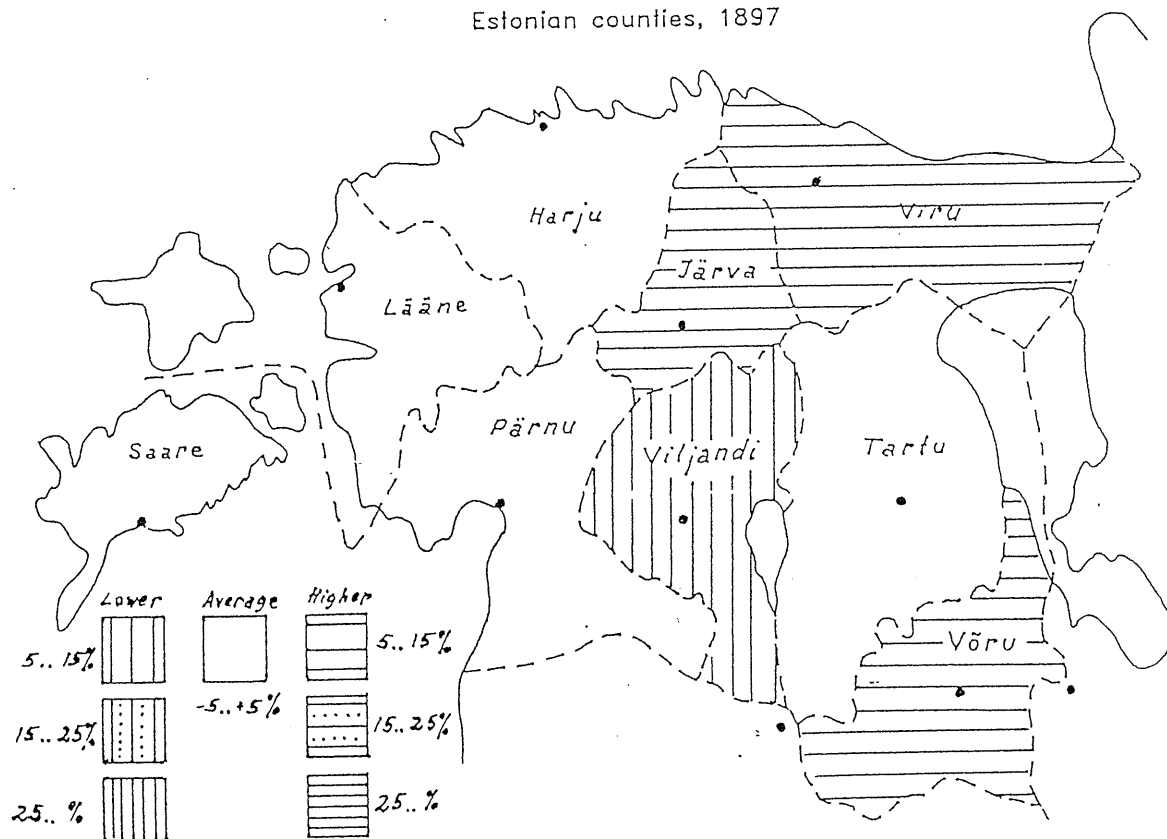 Estonian counties, 1897
Harju
Viru
Järva
Lääne
Pärnu
Saare
Viljandi
Tartu
Võru
Lower Average Higher
5..15% 5..15%
-5..+5%
15..25% 15..25%
25.. % 25.. %